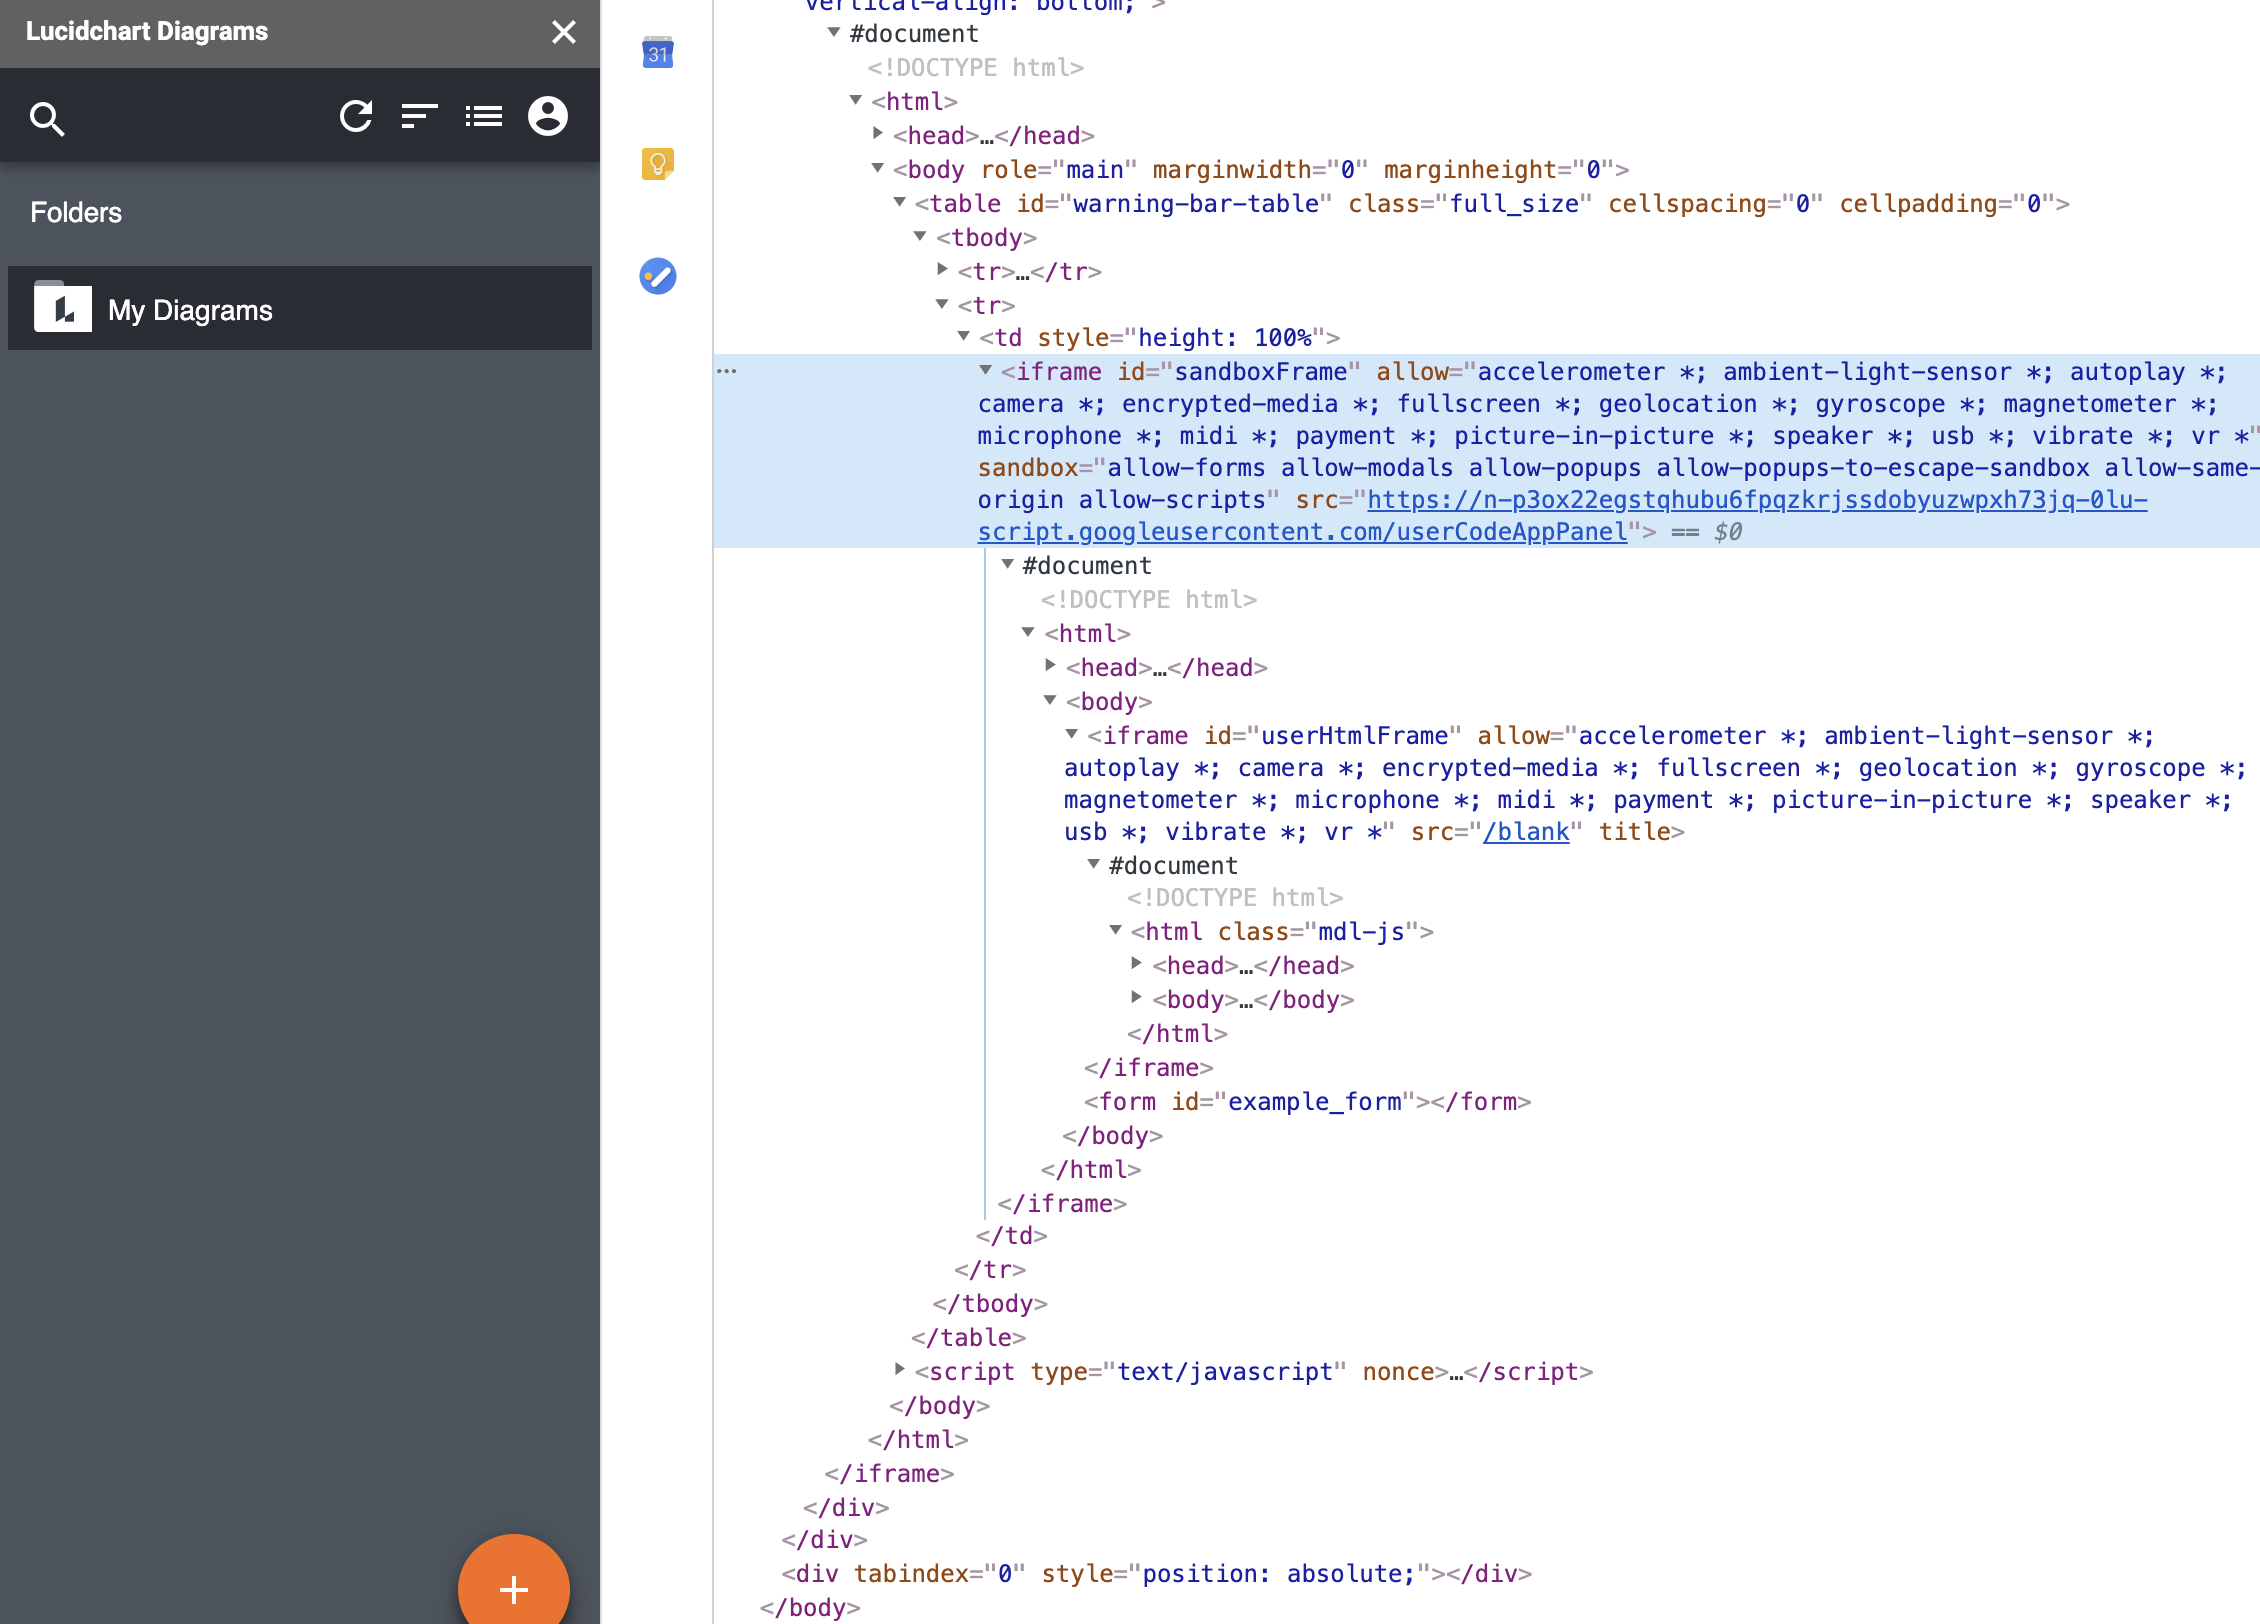 Lucidchart Diagrams
Folders
My Diagrams
31
vertical-align: bottom;">
#document
<!DOCTYPE html>
<html>
<head>…</head>
<body role="main" marginwidth="0" marginheight="0">
<table id="warning-bar-table" class="full_size" cellspacing="0" cellpadding="0">
<tbody>
<tr>…</tr>
<tr>
<td style="height: 100%">
… <iframe id="sandboxFrame" allow="accelerometer *; ambient-light-sensor *; autoplay *;
camera *; encrypted-media *; fullscreen *; geolocation *; gyroscope *; magnetometer *;
microphone *; midi *; payment *; picture-in-picture *; speaker *; usb *; vibrate *; vr *"
sandbox="allow-forms allow-modals allow-popups allow-popups-to-escape-sandbox allow-same-
origin allow-scripts" src="https://n-p3ox22egstqhubu6fpqzkrjssdobyuzwpxh73jq-0lu-
script.googleusercontent.com/userCodeAppPanel"> == $0
#document
<!DOCTYPE html>
<html>
<head>…</head>
<body>
<iframe id="userHtmlFrame" allow="accelerometer *; ambient-light-sensor *;
autoplay *; camera *; encrypted-media *; fullscreen *; geolocation *; gyroscope *;
magnetometer *; microphone *; midi *; payment *; picture-in-picture *; speaker *;
usb *; vibrate *; vr *" src="/blank" title>
#document
<!DOCTYPE html>
<html class="mdl-js">
<head>…</head>
<body>…</body>
</html>
</iframe>
<form id="example_form"></form>
</body>
</html>
</iframe>
</td>
</tr>
</tbody>
</table>
<script type="text/javascript" nonce>…</script>
</body>
</html>
</iframe>
</div>
</div>
<div tabindex="0" style="position: absolute;"></div>
</body>